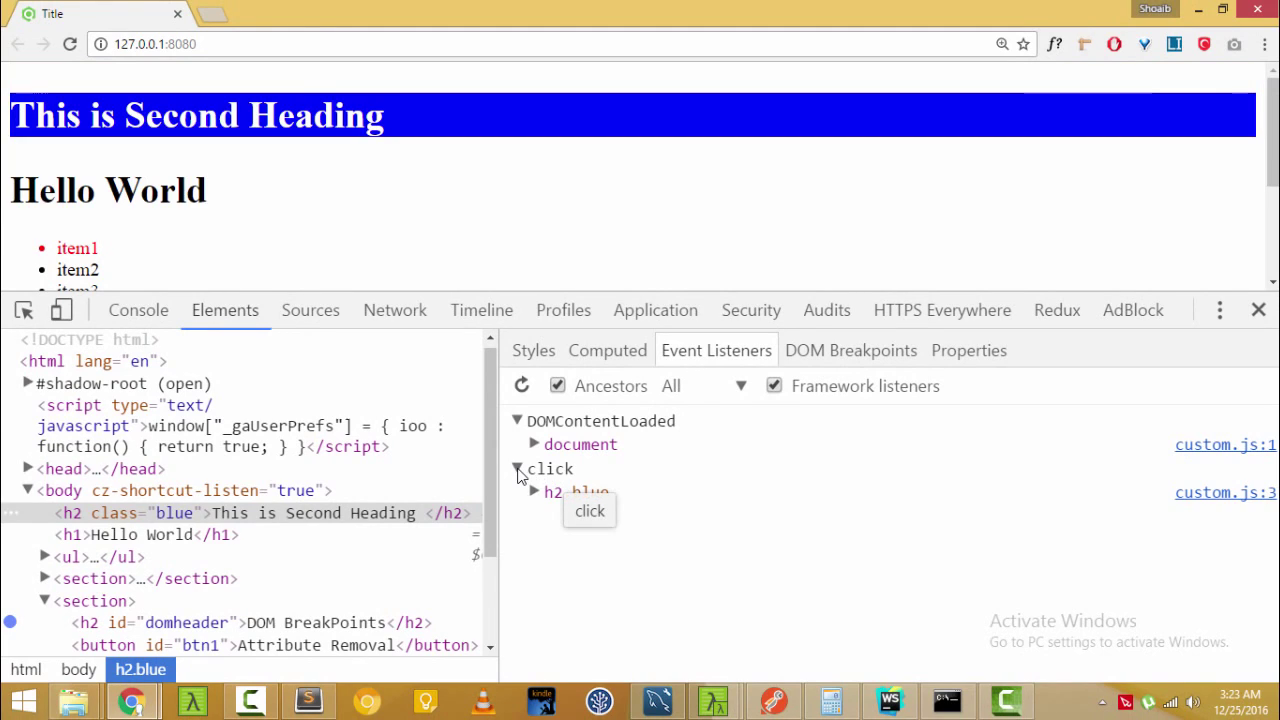 Title
Shoaib
127.0.0.1:8080
f?
LI
This is Second Heading
Hello World
item1
item2
Console
Elements
Sources
Network
Timeline
Profiles
Application
Security
Audits
HTTPS Everywhere
Redux
AdBlock
<!DOCTYPE html>
<html lang="en">
#shadow-root (open)
<script type="text/
javascript">window["_gaUserPrefs"] = { ioo :
function() { return true; } }</script>
<head>…</head>
<body cz-shortcut-listen="true">
… <h2 class="blue">This is Second Heading </h2>
<h1>Hello World</h1>
=
<ul>…</ul>
<section>…</section>
<section>
<h2 id="domheader">DOM BreakPoints</h2>
<button id="btn1">Attribute Removal</button>
html
body
h2.blue
Styles
Computed
Event Listeners
DOM Breakpoints
Properties
Ancestors
All
Framework listeners
DOMContentLoaded
document
custom.js:1
click
h2.blue
custom.js:3
click
Activate Windows
Go to PC settings to activate Windows.
kindle
WS
3:23 AM
12/25/2016